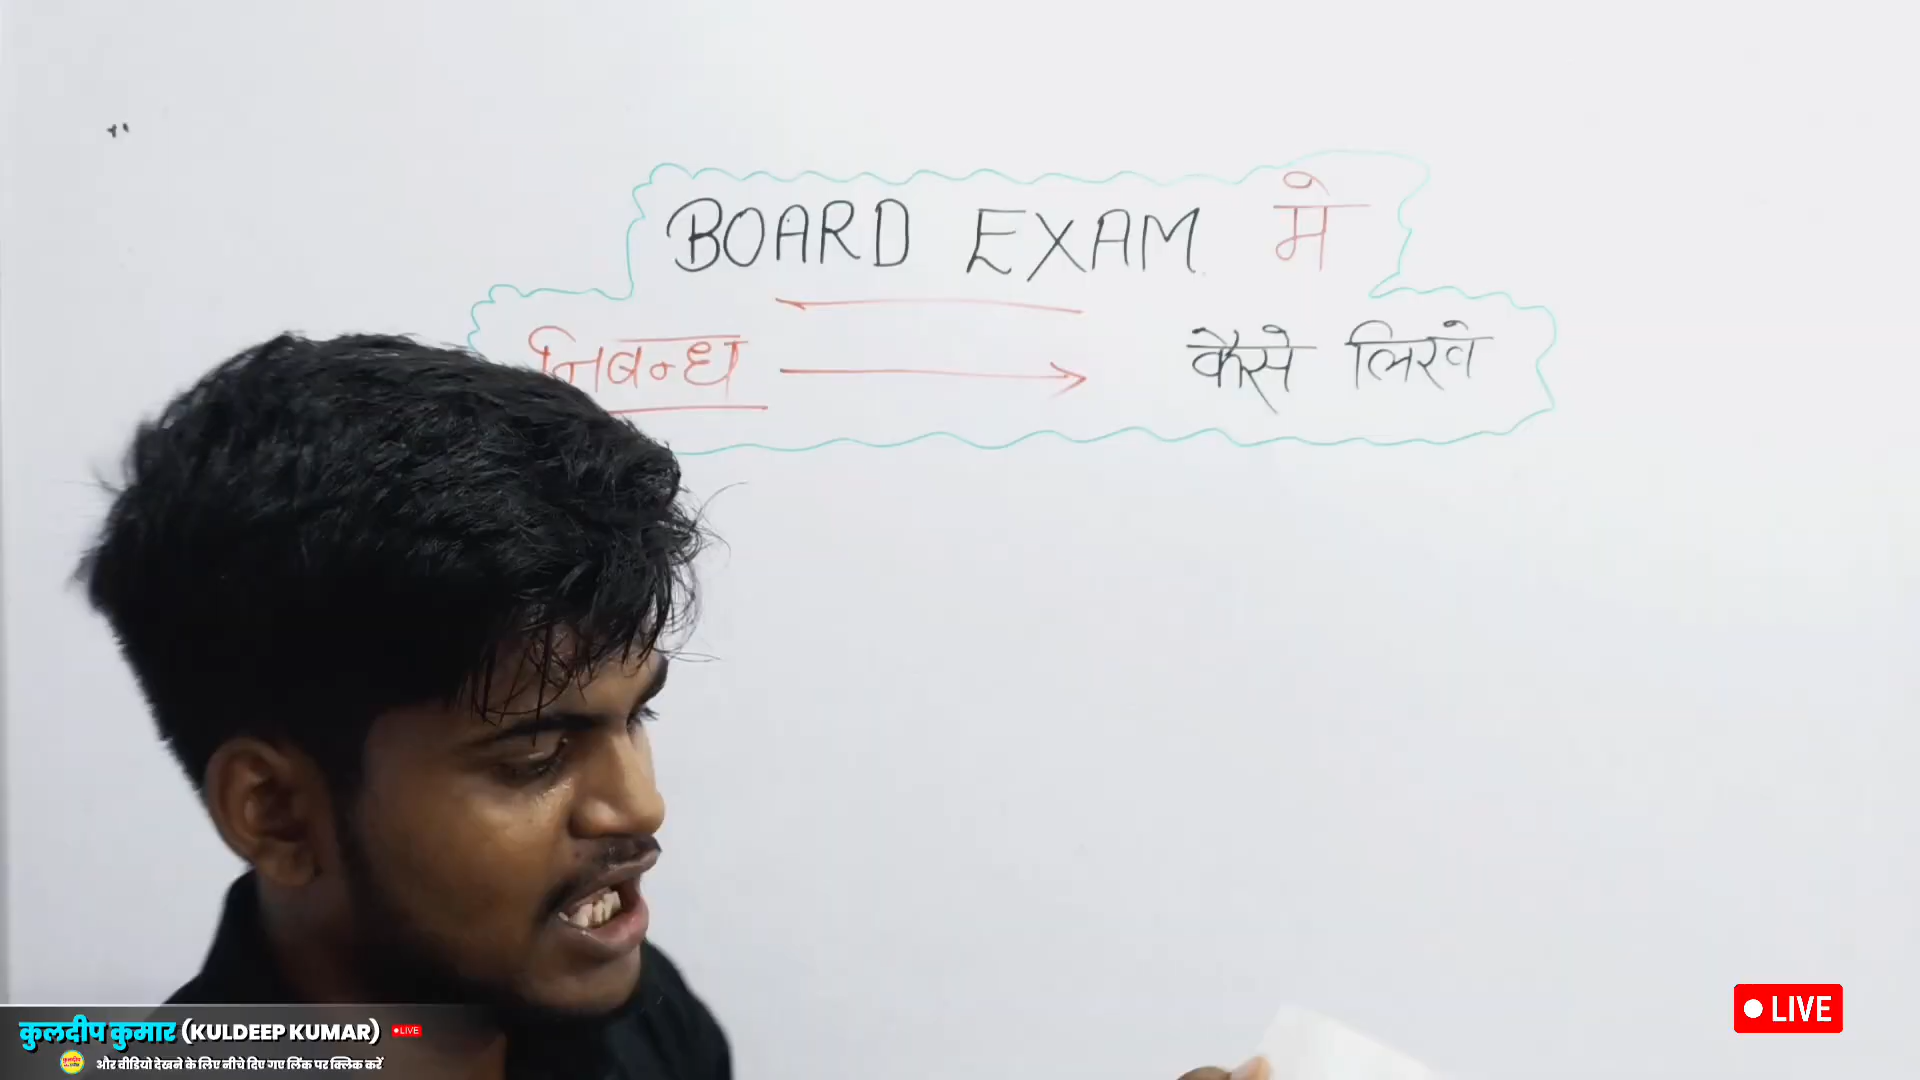 BOARD EXAM में
निबन्ध कैसे लिखे
कुलदीप कुमार (KULDEEP KUMAR) LIVE
और वीडियो देखने के लिए नीचे दिए गए लिंक पर क्लिक करें
LIVE